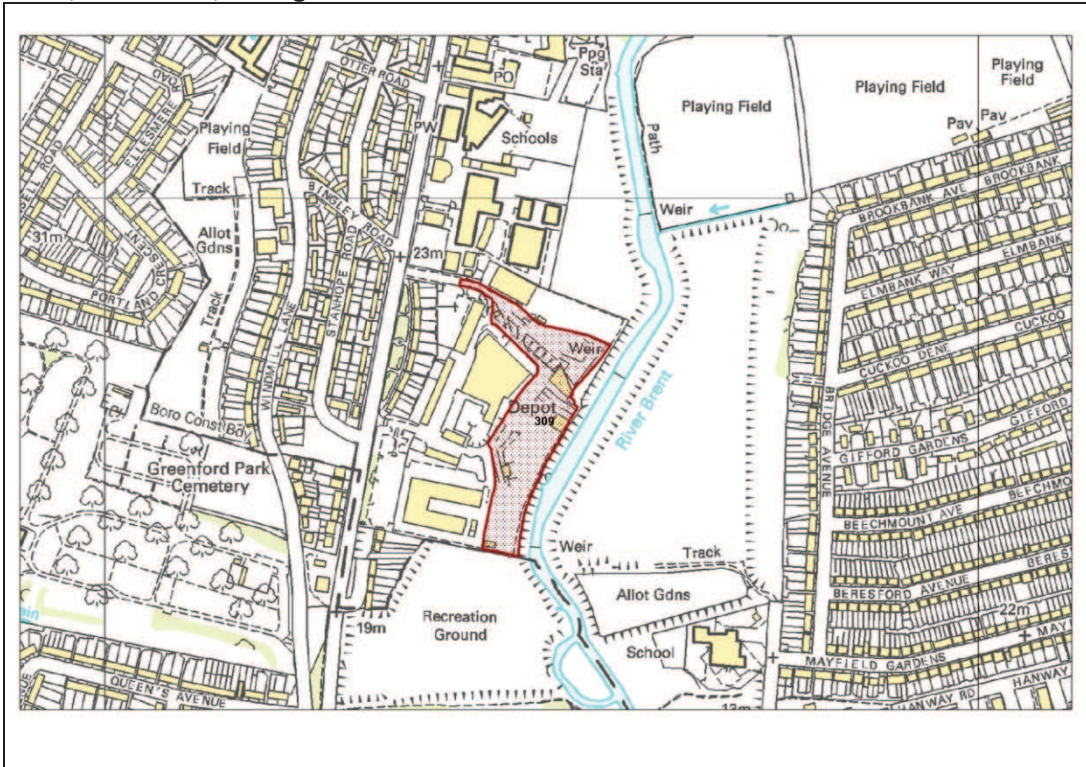 OTTER ROAD
PO
Ppg
Sta
Playing
Field
Playing Field
Playing Field
Pav
Pav
ELLESMERE
ROAD
Playing
Field
PW
Schools
Path
Track
BINGLEY ROAD
Weir
BROOKBANK AVE
BROOKBANK
31m
Allot
Gdns
23m
ELMBANK WAY
ELMBANK
PORTLAND CRESCENT
Track
STANHOPE ROAD
WINDMILL LANE
CUCKOO DENE
CUCKOO
Weir
River Brent
BRIDGE AVENUE
Depot
309
GIFFORD GARDENS
GIFFORD
Boro Const Bdy
Greenford Park
Cemetery
BEECHMOUNT AVE
BEECHMO
Weir
Track
Allot Gdns
BERESFORD AVENUE
BEREST
22m
19m
Recreation
Ground
School
MAYFIELD GARDENS
MAY
QUEEN'S AVENUE
HANWAY RD
HANWAY